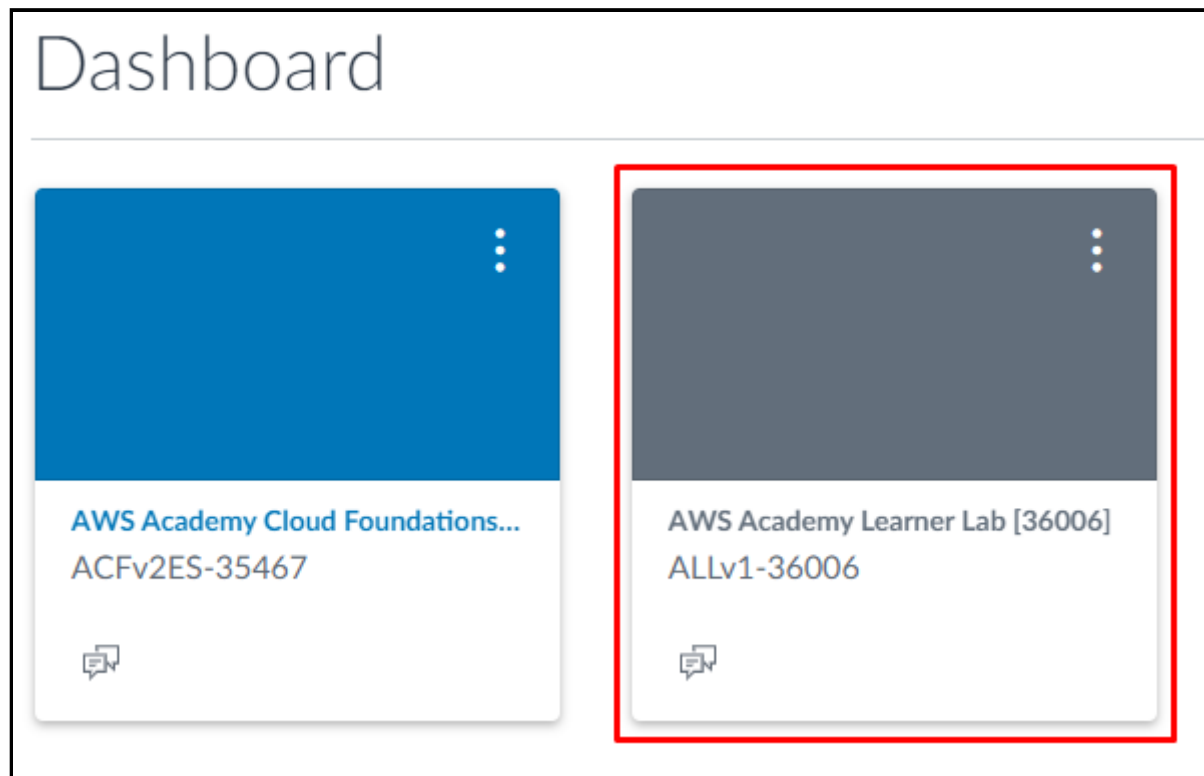 Dashboard
AWS Academy Cloud Foundations...
ACFv2ES-35467
AWS Academy Learner Lab [36006]
ALLv1-36006